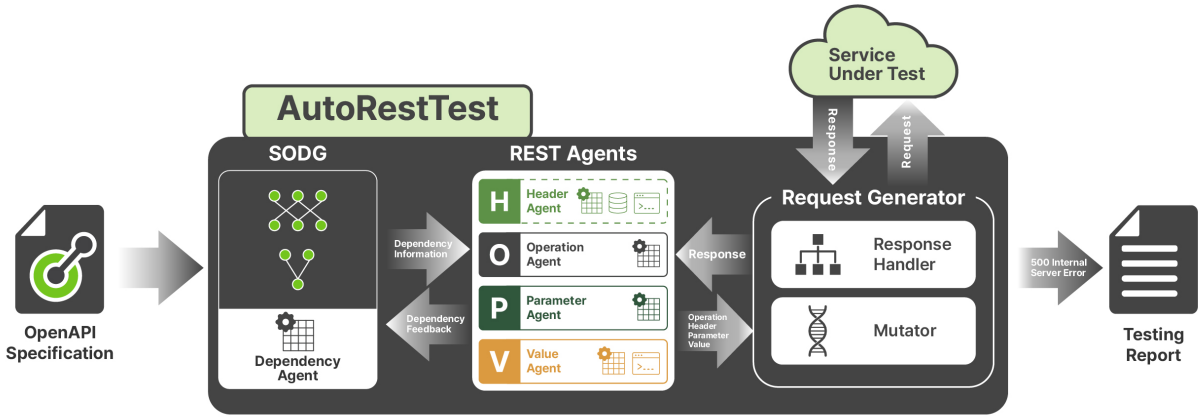 AutoRestTest
Service
Under Test
Response
Request
SODG
REST Agents
Request Generator
H
Header
Agent
>...
O
Operation
Agent
P
Parameter
Agent
V
Value
Agent
>...
Dependency
Information
Dependency
Feedback
Dependency
Agent
Response
Operation
Header
Parameter
Value
Response
Handler
Mutator
OpenAPI
Specification
500 Internal
Server Error
Testing
Report